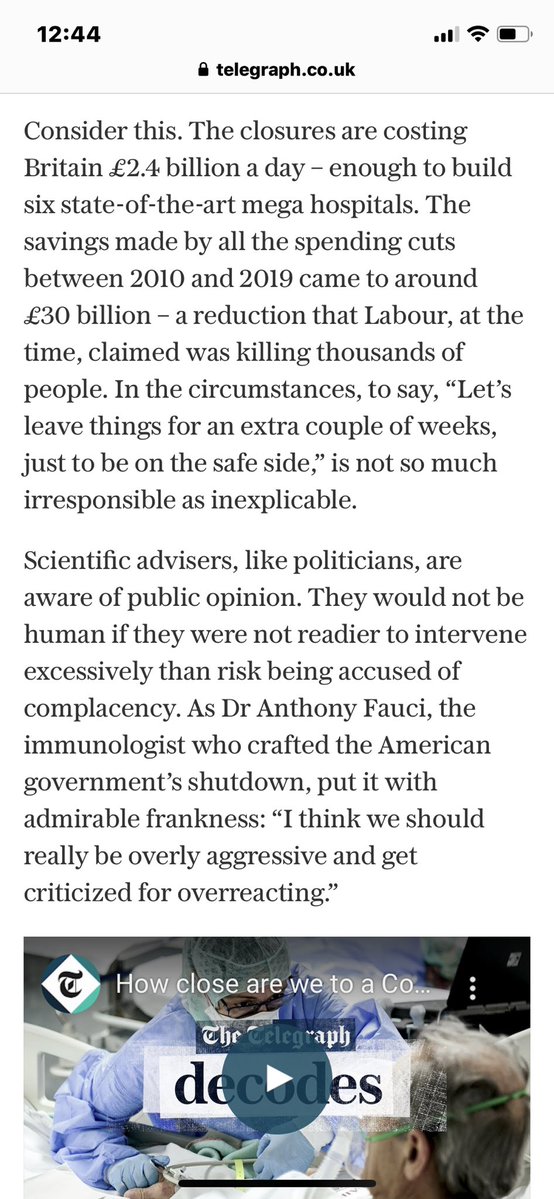 12:44
telegraph.co.uk
Consider this. The closures are costing
Britain £2.4 billion a day – enough to build
six state-of-the-art mega hospitals. The
savings made by all the spending cuts
between 2010 and 2019 came to around
£30 billion – a reduction that Labour, at the
time, claimed was killing thousands of
people. In the circumstances, to say, “Let’s
leave things for an extra couple of weeks,
just to be on the safe side,” is not so much
irresponsible as inexplicable.
Scientific advisers, like politicians, are
aware of public opinion. They would not be
human if they were not readier to intervene
excessively than risk being accused of
complacency. As Dr Anthony Fauci, the
immunologist who crafted the American
government’s shutdown, put it with
admirable frankness: “I think we should
really be overly aggressive and get
criticized for overreacting.”
T
How close are we to a Co...
The Telegraph
decodes